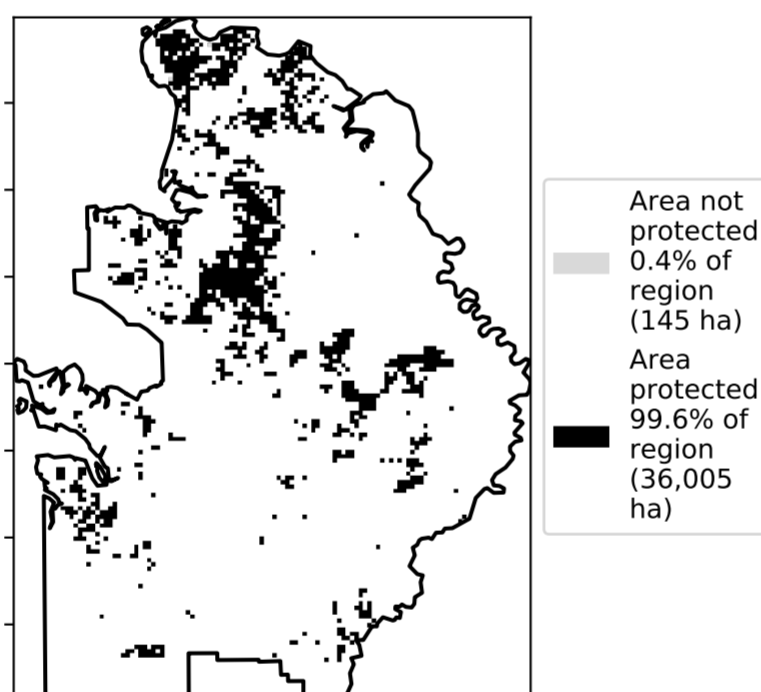 Area not
protected
0.4% of
region
(145 ha)
Area
protected
99.6% of
region
(36,005
ha)